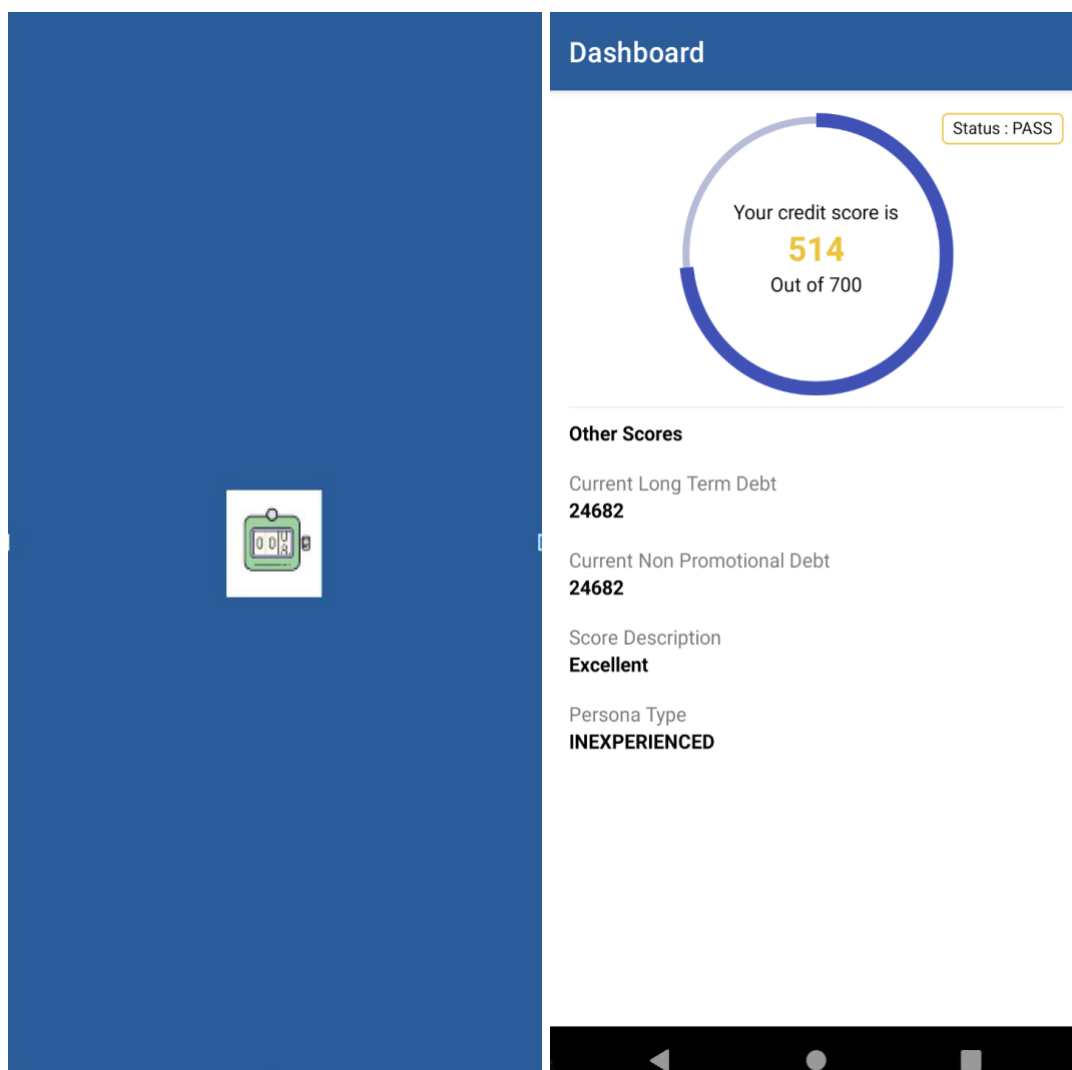 Dashboard
Status : PASS
Your credit score is
514
Out of 700
Other Scores
Current Long Term Debt
24682
Current Non Promotional Debt
24682
Score Description
Excellent
Persona Type
INEXPERIENCED